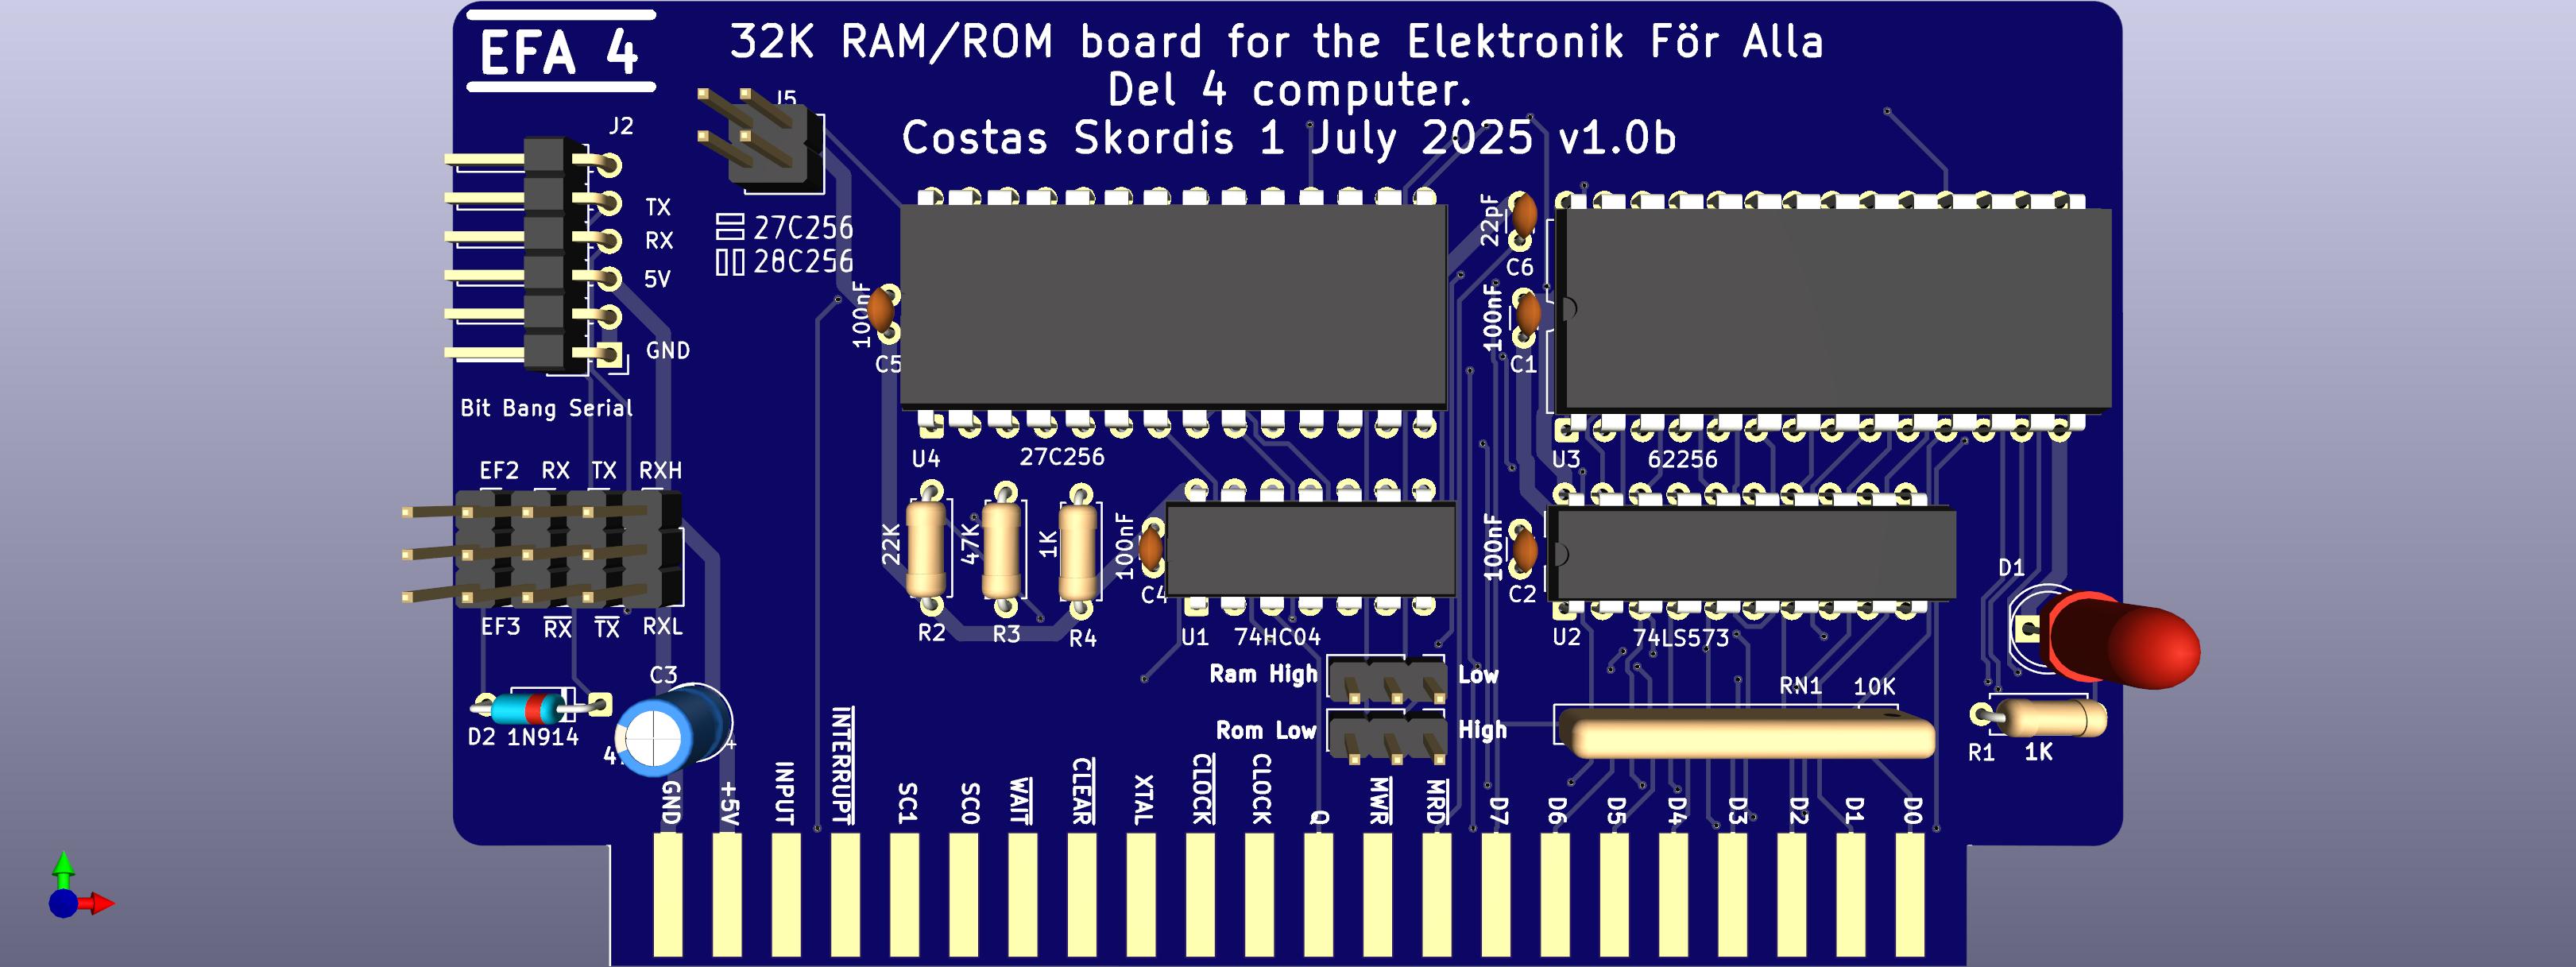 EFA 4
32K RAM/ROM board for the Elektronik För Alla
Del 4 computer.
Costas Skordis 1 July 2025 v1.0b
J2
TX
RX
5V
GND
Bit Bang Serial
J5
27C256
28C256
100nF
C5
22pF
C6
100nF
C1
U4
27C256
U3
62256
EF2 RX TX RXH
EF3 RX TX RXL
22K
R2
47K
R3
1K
R4
100nF
C4
U1
74HC04
100nF
C2
U2
74LS573
D1
Ram High
Low
Rom Low
High
RN1
10K
R1
1K
D2
1N914
C3
+
GND
+5V
INPUT
INTERRUPT
SC1
SC0
WAIT
CLEAR
XTAL
CLOCK
CLOCK
Q
MWR
MRD
D7
D6
D5
D4
D3
D2
D1
D0